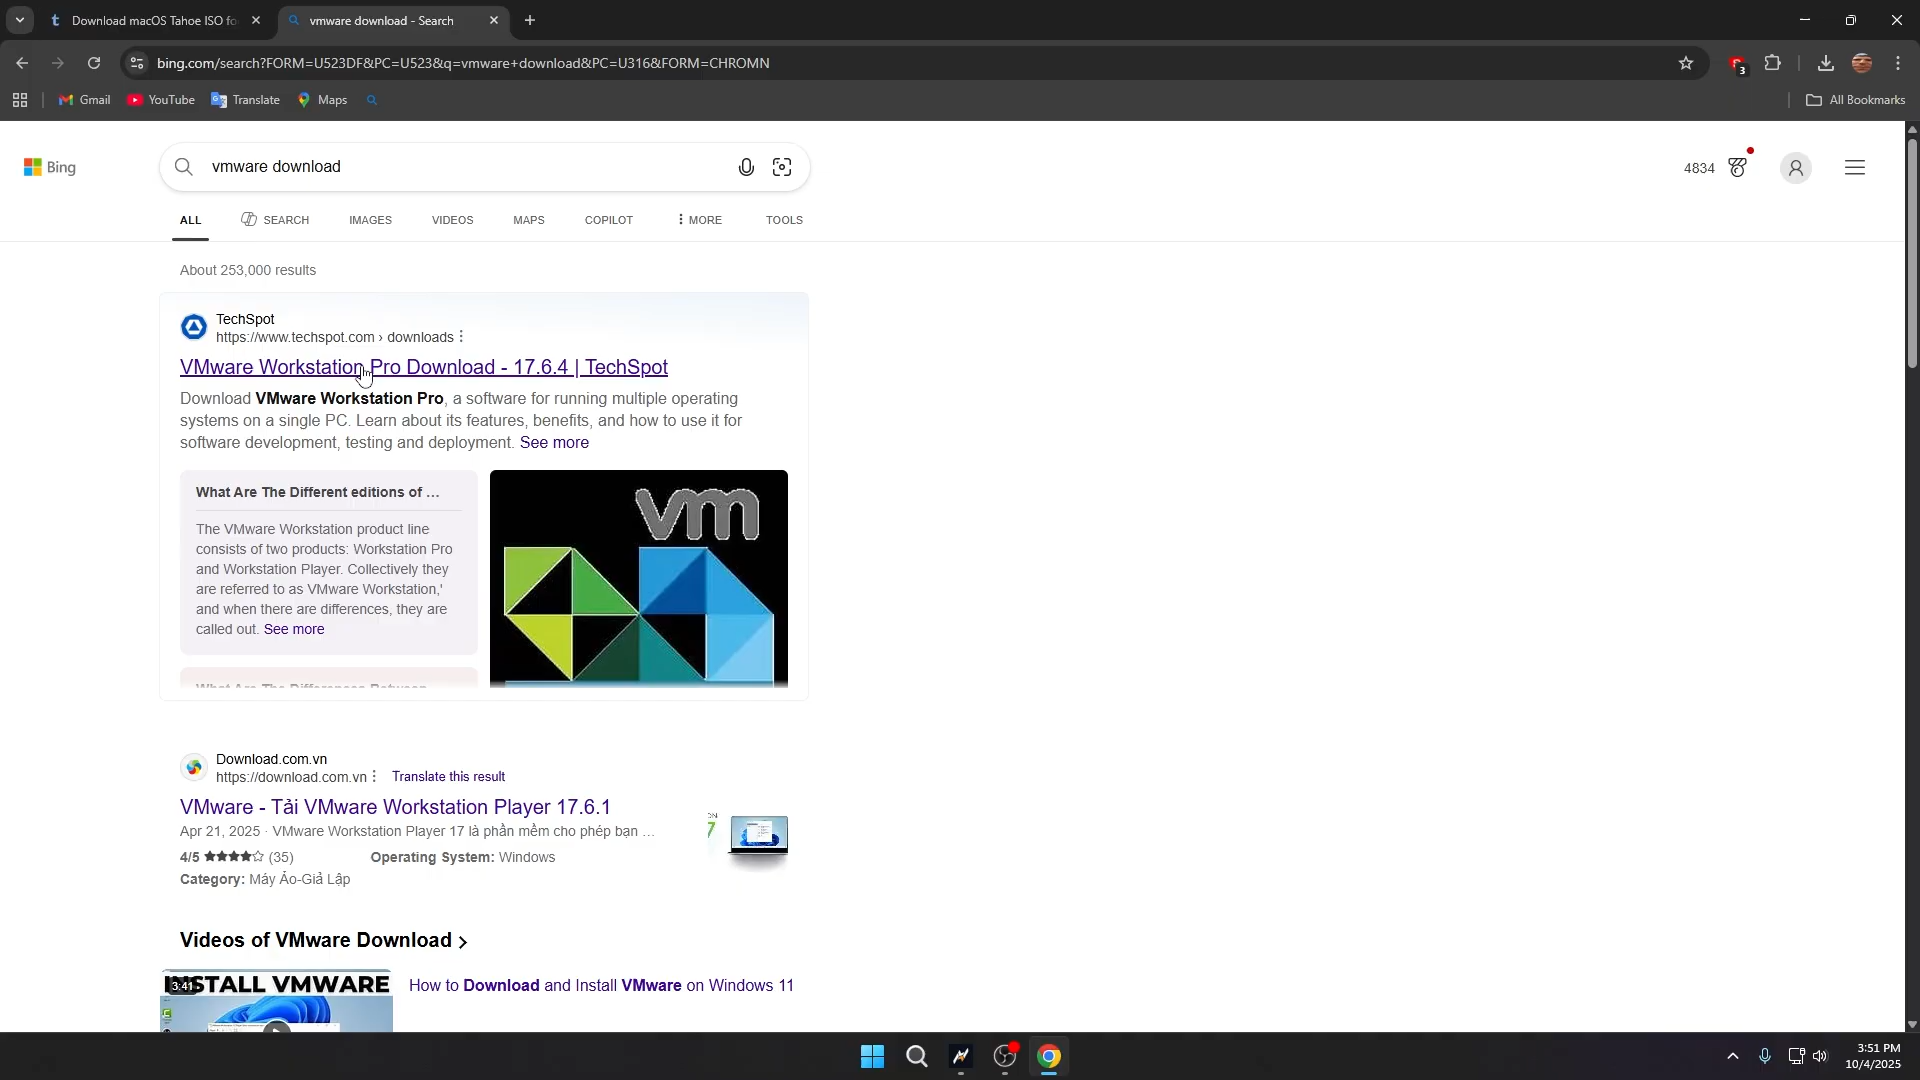 Download macOS Tahoe ISO fo
vmware download - Search
bing.com/search?FORM=U523DF&PC=U523&q=vmware+download&PC=U316&FORM=CHROMN
3
Gmail
YouTube
Translate
Maps
All Bookmarks
Bing
vmware download
4834
ALL
SEARCH
IMAGES
VIDEOS
MAPS
COPILOT
MORE
TOOLS
About 253,000 results
TechSpot
https://www.techspot.com › downloads
VMware Workstation Pro Download - 17.6.4 | TechSpot
Download VMware Workstation Pro, a software for running multiple operating
systems on a single PC. Learn about its features, benefits, and how to use it for
software development, testing and deployment. See more
What Are The Different editions of ...
The VMware Workstation product line
consists of two products: Workstation Pro
and Workstation Player. Collectively they
are referred to as VMware Workstation,'
and when there are differences, they are
called out. See more
vm
What Are The Differences Between
Download.com.vn
https://download.com.vn
Translate this result
VMware - Tải VMware Workstation Player 17.6.1
Apr 21, 2025 · VMware Workstation Player 17 là phần mềm cho phép bạn ...
4/5 ★★★★☆ (35)
Operating System: Windows
Category: Máy Ảo-Giả Lập
7
Videos of VMware Download >
INSTALL VMWARE
3:41
How to Download and Install VMware on Windows 11
3:51 PM
10/4/2025